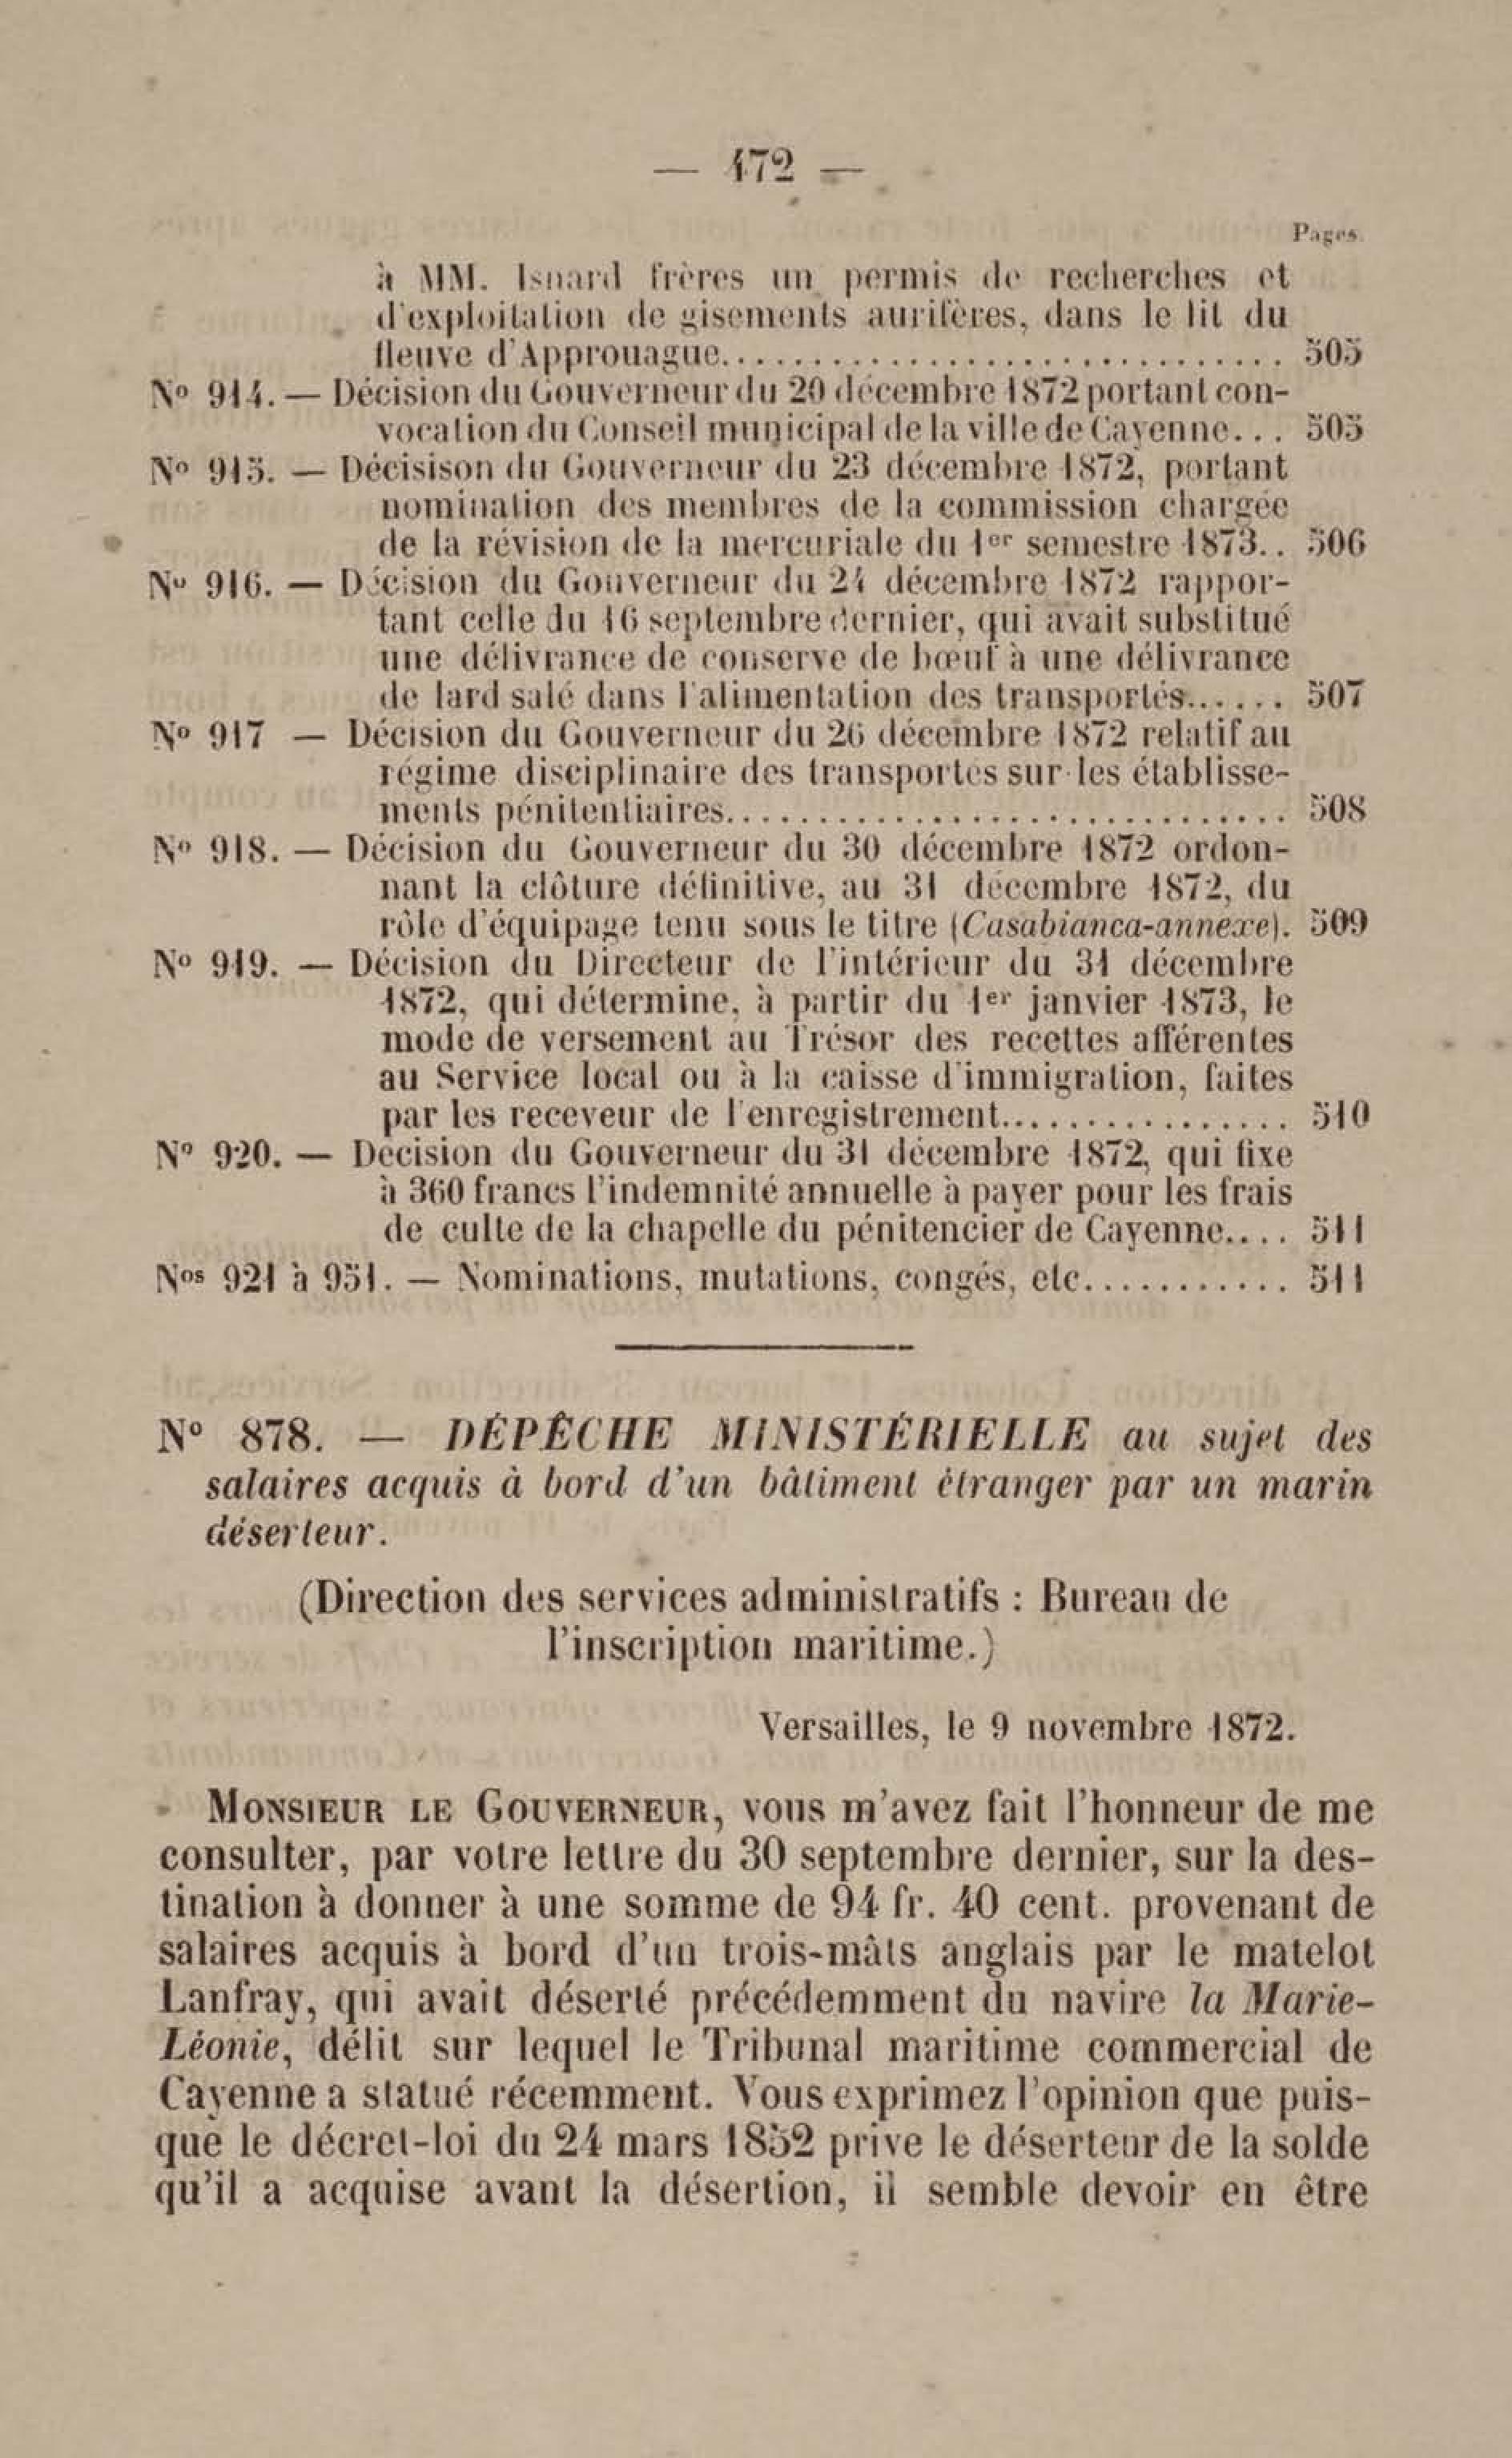 — 472 —
Pages.
à MM. Isnard frères un permis de recherches et
d'exploitation de gisements aurifères, dans le lit du
fleuve d'Approuague.............................. 505
Nº 914. — Décision du Gouverneur du 20 décembre 1872 portant con-
vocation du Conseil municipal de la ville de Cayenne... 505
Nº 915. — Décisison du Gouverneur du 23 décembre 1872, portant
nomination des membres de la commission chargée
de la révision de la mercuriale du 1er semestre 1873.. 506
Nº 916. — Décision du Gouverneur du 24 décembre 1872 rappor-
tant celle du 16 septembre dernier, qui avait substitué
une délivrance de conserve de bœuf à une délivrance
de lard salé dans l'alimentation des transportés...... 507
Nº 917 — Décision du Gouverneur du 26 décembre 1872 relatif au
régime disciplinaire des transportés sur les établisse-
ments pénitentiaires.............................. 508
Nº 918. — Décision du Gouverneur du 30 décembre 1872 ordon-
nant la clôture définitive, au 31 décembre 1872, du
rôle d'équipage tenu sous le titre (Casabianca-annexe). 509
Nº 919. — Décision du Directeur de l'intérieur du 31 décembre
1872, qui détermine, à partir du 1er janvier 1873, le
mode de versement au Trésor des recettes afférentes
au Service local ou à la caisse d'immigration, faites
par les receveur de l'enregistrement................ 510
Nº 920. — Décision du Gouverneur du 31 décembre 1872, qui fixe
à 360 francs l'indemnité annuelle à payer pour les frais
de culte de la chapelle du pénitencier de Cayenne.... 511
Nos 921 à 951. — Nominations, mutations, congés, etc........... 511
Nº 878. — DÉPÊCHE MINISTÉRIELLE au sujet des
salaires acquis à bord d'un bâtiment étranger par un marin
déserteur.
(Direction des services administratifs : Bureau de
l'inscription maritime.)
Versailles, le 9 novembre 1872.
MONSIEUR LE GOUVERNEUR, vous m'avez fait l'honneur de me
consulter, par votre lettre du 30 septembre dernier, sur la des-
tination à donner à une somme de 94 fr. 40 cent. provenant de
salaires acquis à bord d'un trois-mâts anglais par le matelot
Lanfray, qui avait déserté précédemment du navire la Marie-
Léonie, délit sur lequel le Tribunal maritime commercial de
Cayenne a statué récemment. Vous exprimez l'opinion que puis-
que le décret-loi du 24 mars 1852 prive le déserteur de la solde
qu'il a acquise avant la désertion, il semble devoir en être